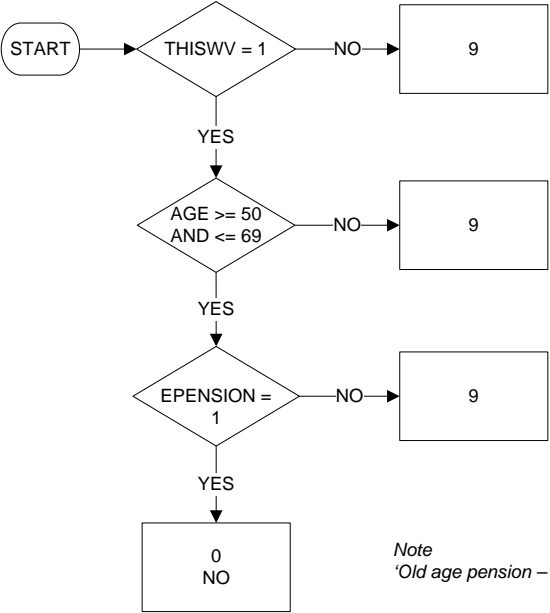 START
THISWV = 1
NO
9
YES
AGE >= 50
AND <= 69
NO
9
YES
EPENSION =
1
NO
9
YES
0
NO
Note
‘Old age pension –